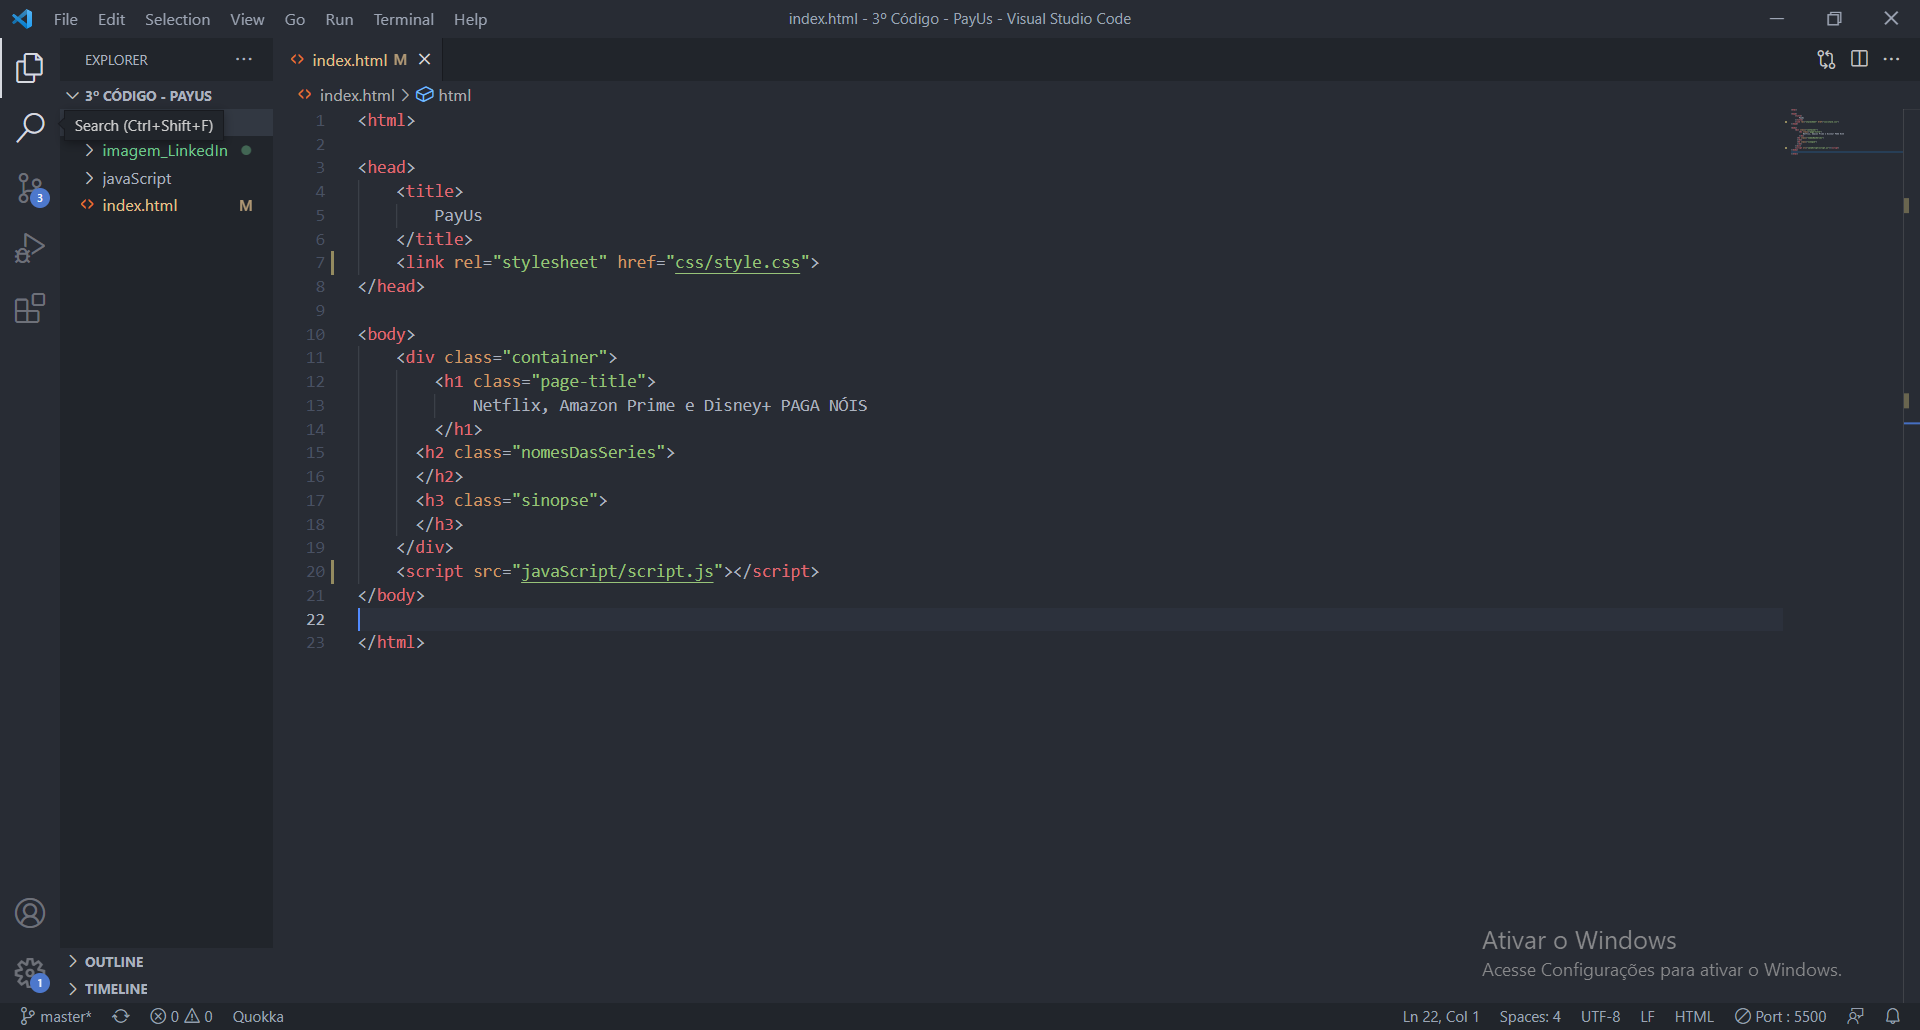 File Edit Selection View Go Run Terminal Help
index.html - 3º Código - PayUs - Visual Studio Code
EXPLORER
3º CÓDIGO - PAYUS
Search (Ctrl+Shift+F)
imagem_LinkedIn
javaScript
index.html M
3
1
OUTLINE
TIMELINE
index.html M
index.html > html
1 <html>
2
3 <head>
4 <title>
5 PayUs
6 </title>
7 <link rel="stylesheet" href="css/style.css">
8 </head>
9
10 <body>
11 <div class="container">
12 <h1 class="page-title">
13 Netflix, Amazon Prime e Disney+ PAGA NÓIS
14 </h1>
15 <h2 class="nomesDasSeries">
16 </h2>
17 <h3 class="sinopse">
18 </h3>
19 </div>
20 <script src="javaScript/script.js"></script>
21 </body>
22
23 </html>
Ativar o Windows
Acesse Configurações para ativar o Windows.
master* 0 0 Quokka
Ln 22, Col 1 Spaces: 4 UTF-8 LF HTML Port : 5500